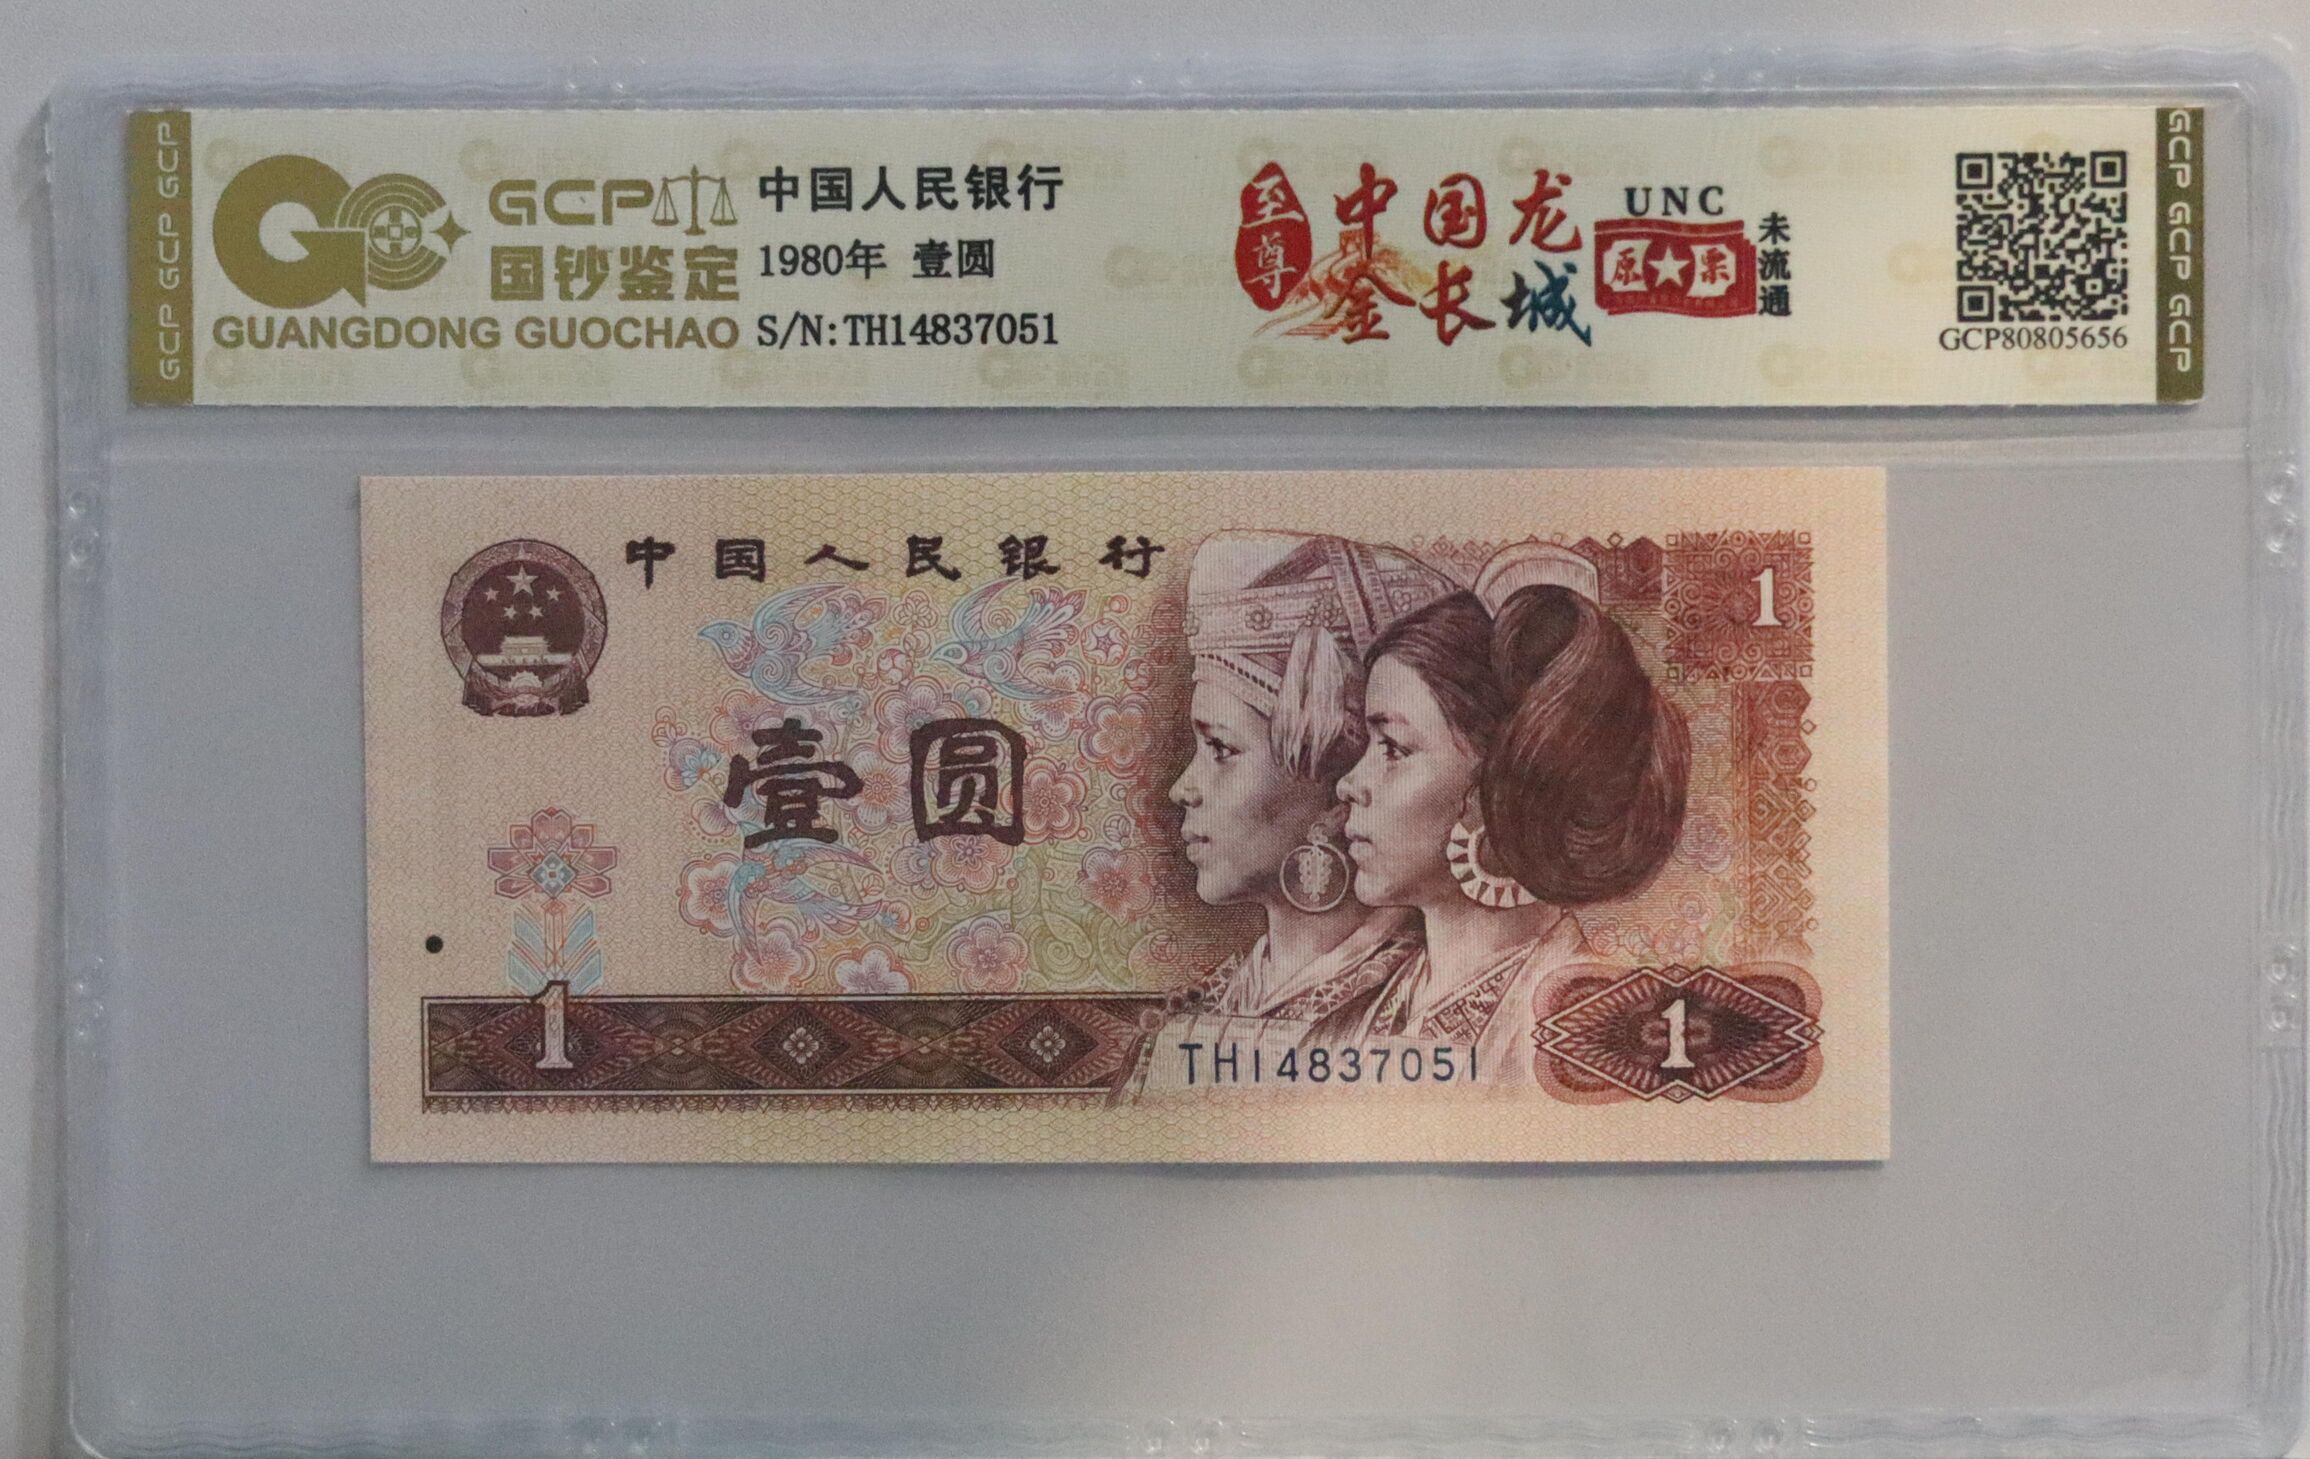 GCP GCP GCP
GCP
国钞鉴定
GUANGDONG GUOCHAO
中国人民银行
1980年 壹圆
S/N:TH14837051
至尊
中国龙
金长城
UNC
原★票
未流通
GCP80805656
GCP GCP GCP
中国人民银行
1
壹圆
1
TH14837051
1